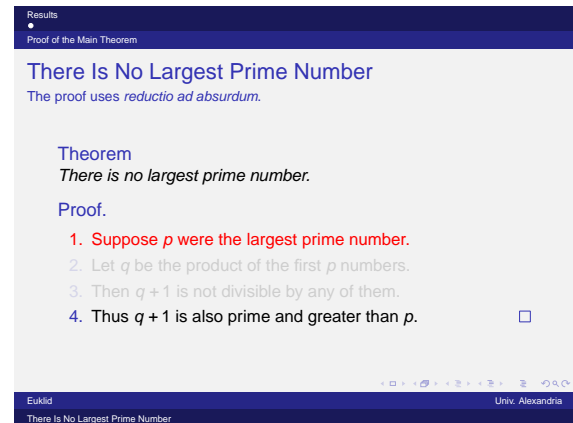 Results
Proof of the Main Theorem
There Is No Largest Prime Number
The proof uses reductio ad absurdum.
Theorem
There is no largest prime number.
Proof.
1. Suppose p were the largest prime number.
2. Let q be the product of the first p numbers.
3. Then q + 1 is not divisible by any of them.
4. Thus q + 1 is also prime and greater than p.
Euklid Univ. Alexandria
There Is No Largest Prime Number